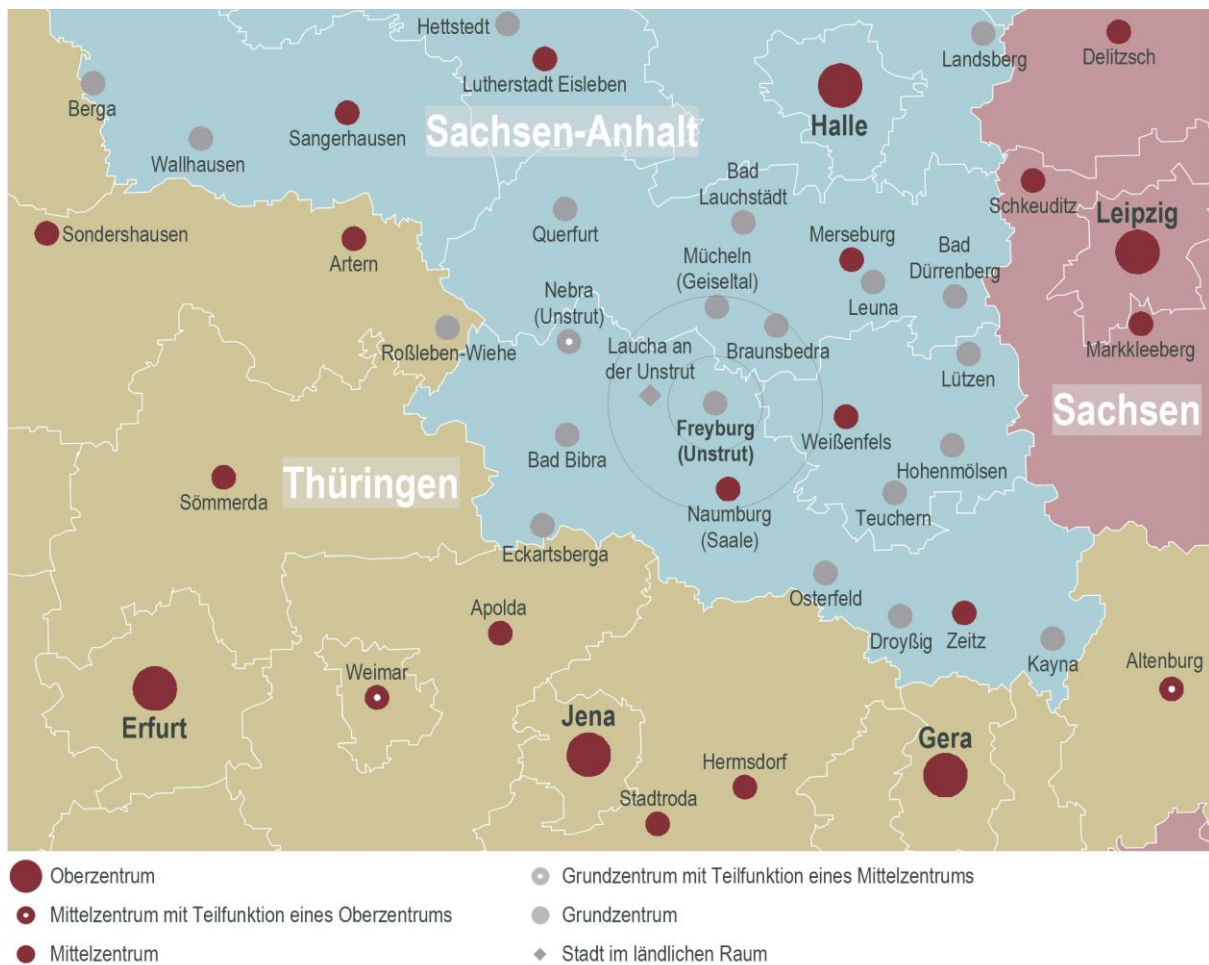 Hettstedt
Delitzsch
Landsberg
Lutherstadt Eisleben
Berga
Halle
Sachsen-Anhalt
Sangerhausen
Wallhausen
Bad
Lauchstädt
Schkeuditz
Leipzig
Sondershausen
Querfurt
Merseburg
Bad
Dürrenberg
Artern
Mücheln
(Geiseltal)
Leuna
Nebra
(Unstrut)
Roßleben-Wiehe
Laucha an
der Unstrut
Braunsbedra
Markkleeberg
Lützen
Sachsen
Freyburg
(Unstrut)
Weißenfels
Bad Bibra
Hohenmölsen
Thüringen
Sömmerda
Naumburg
(Saale)
Teuchern
Eckartsberga
Osterfeld
Apolda
Droyßig
Zeitz
Kayna
Altenburg
Weimar
Erfurt
Jena
Gera
Hermsdorf
Stadtroda
Oberzentrum
Mittelzentrum mit Teilfunktion eines Oberzentrums
Mittelzentrum
Grundzentrum mit Teilfunktion eines Mittelzentrums
Grundzentrum
Stadt im ländlichen Raum